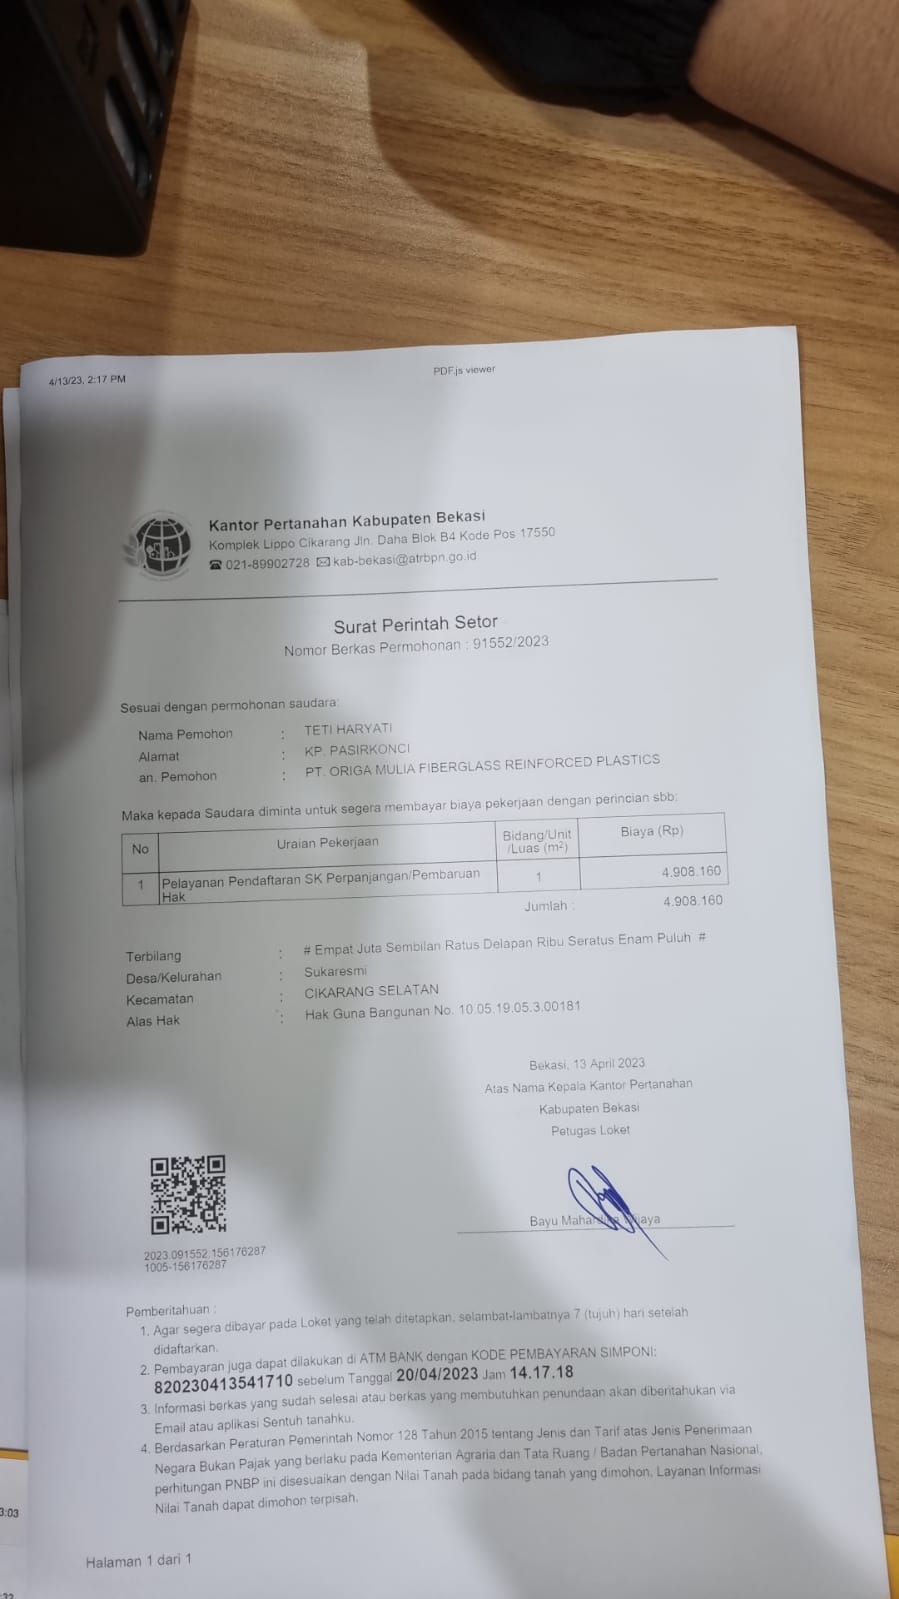 4/13/23, 2:17 PM
PDF.js viewer
Kantor Pertanahan Kabupaten Bekasi
Komplek Lippo Cikarang Jln. Daha Blok B4 Kode Pos 17550
☎ 021-89902728 ✉ kab-bekasi@atrbpn.go.id
Surat Perintah Setor
Nomor Berkas Permohonan : 91552/2023
Sesuai dengan permohonan saudara:
Nama Pemohon : TETI HARYATI
Alamat : KP. PASIRKONCI
an. Pemohon : PT. ORIGA MULIA FIBERGLASS REINFORCED PLASTICS
Maka kepada Saudara diminta untuk segera membayar biaya pekerjaan dengan perincian sbb:
No Uraian Pekerjaan Bidang/Unit /Luas (m²) Biaya (Rp)
1 Pelayanan Pendaftaran SK Perpanjangan/Pembaruan Hak 1 4.908.160
Jumlah : 4.908.160
Terbilang : # Empat Juta Sembilan Ratus Delapan Ribu Seratus Enam Puluh #
Desa/Kelurahan : Sukaresmi
Kecamatan : CIKARANG SELATAN
Alas Hak : Hak Guna Bangunan No. 10.05.19.05.3.00181
Bekasi, 13 April 2023
Atas Nama Kepala Kantor Pertanahan
Kabupaten Bekasi
Petugas Loket
Bayu Mahardika Wijaya
2023.091552.156176287
1005-156176287
Pemberitahuan :
1. Agar segera dibayar pada Loket yang telah ditetapkan, selambat-lambatnya 7 (tujuh) hari setelah
didaftarkan.
2. Pembayaran juga dapat dilakukan di ATM BANK dengan KODE PEMBAYARAN SIMPONI:
820230413541710 sebelum Tanggal 20/04/2023 Jam 14.17.18
3. Informasi berkas yang sudah selesai atau berkas yang membutuhkan penundaan akan diberitahukan via
Email atau aplikasi Sentuh tanahku.
4. Berdasarkan Peraturan Pemerintah Nomor 128 Tahun 2015 tentang Jenis dan Tarif atas Jenis Penerimaan
Negara Bukan Pajak yang berlaku pada Kementerian Agraria dan Tata Ruang / Badan Pertanahan Nasional,
perhitungan PNBP ini disesuaikan dengan Nilai Tanah pada bidang tanah yang dimohon. Layanan Informasi
Nilai Tanah dapat dimohon terpisah.
3:03
Halaman 1 dari 1